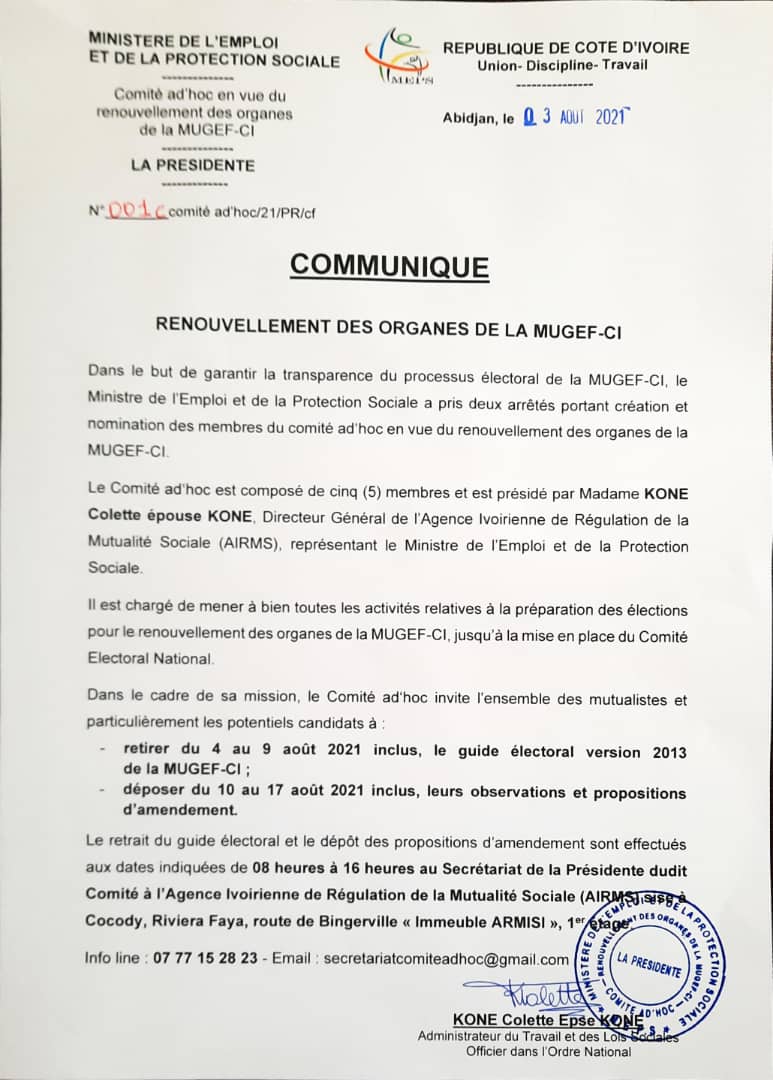 MINISTERE DE L'EMPLOI
ET DE LA PROTECTION SOCIALE
-------------
Comité ad'hoc en vue du
renouvellement des organes
de la MUGEF-CI
-------------
LA PRESIDENTE
-------------
N° 001c comité ad'hoc/21/PR/cf
MEPS
REPUBLIQUE DE COTE D'IVOIRE
Union- Discipline- Travail
---------------
Abidjan, le 03 AOUT 2021
COMMUNIQUE
RENOUVELLEMENT DES ORGANES DE LA MUGEF-CI
Dans le but de garantir la transparence du processus électoral de la MUGEF-CI, le
Ministre de l'Emploi et de la Protection Sociale a pris deux arrêtés portant création et
nomination des membres du comité ad'hoc en vue du renouvellement des organes de la
MUGEF-CI.
Le Comité ad'hoc est composé de cinq (5) membres et est présidé par Madame KONE
Colette épouse KONE, Directeur Général de l'Agence Ivoirienne de Régulation de la
Mutualité Sociale (AIRMS), représentant le Ministre de l'Emploi et de la Protection
Sociale.
Il est chargé de mener à bien toutes les activités relatives à la préparation des élections
pour le renouvellement des organes de la MUGEF-CI, jusqu'à la mise en place du Comité
Electoral National.
Dans le cadre de sa mission, le Comité ad'hoc invite l'ensemble des mutualistes et
particulièrement les potentiels candidats à :
- retirer du 4 au 9 août 2021 inclus, le guide électoral version 2013
de la MUGEF-CI ;
- déposer du 10 au 17 août 2021 inclus, leurs observations et propositions
d'amendement.
Le retrait du guide électoral et le dépôt des propositions d'amendement sont effectués
aux dates indiquées de 08 heures à 16 heures au Secrétariat de la Présidente dudit
Comité à l'Agence Ivoirienne de Régulation de la Mutualité Sociale (AIRMS) sise à
Cocody, Riviera Faya, route de Bingerville « Immeuble ARMISI », 1er étage.
Info line : 07 77 15 28 23 - Email : secretariatcomiteadhoc@gmail.com
MINISTERE DE L'EMPLOI ET DE LA PROTECTION SOCIALE
RENOUVELLEMENT DES ORGANES DE LA MUGEF-CI
COMITE AD'HOC
LA PRESIDENTE
KONE Colette Epse KONE
Administrateur du Travail et des Lois Sociales
Officier dans l'Ordre National